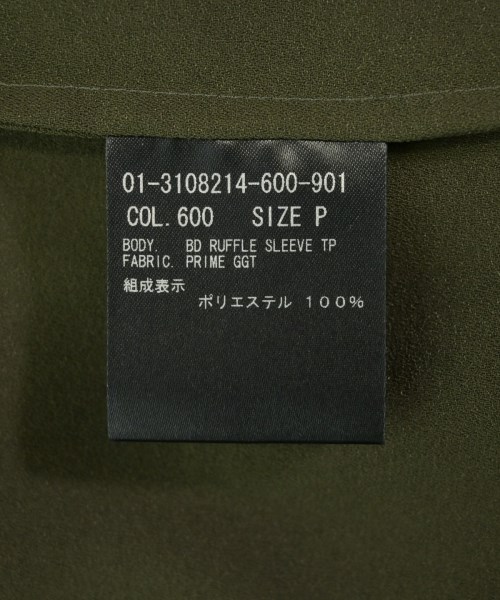 01-3108214-600-901
COL.600 SIZE P
BODY. BD RUFFLE SLEEVE TP
FABRIC. PRIME GGT
組成表示
ポリエステル 100%